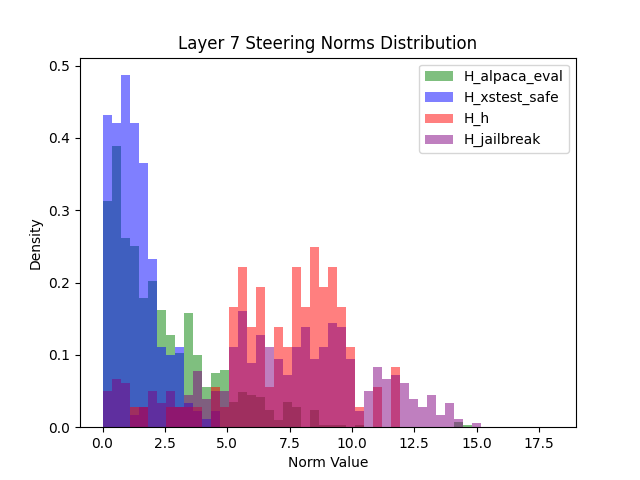 Layer 7 Steering Norms Distribution
H_alpaca_eval
H_xstest_safe
H_h
H_jailbreak
Density
0.5
0.4
0.3
0.2
0.1
0.0
0.0 2.5 5.0 7.5 10.0 12.5 15.0 17.5
Norm Value